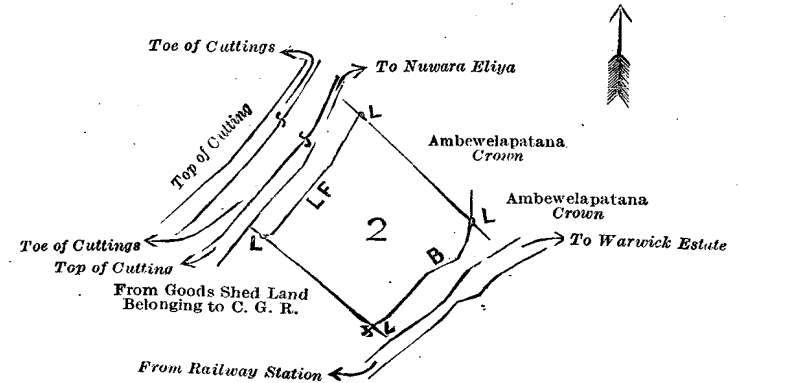 Toe of Cuttings
To Nuwara Eliya
L
Top of Cutting
Ambewelapatana
Crown
LF
Ambewelapatana
Crown
L
2
L
B
To Warwick Estate
Toe of Cuttings
Top of Cutting
From Goods Shed Land
Belonging to C. G. R.
L
From Railway Station